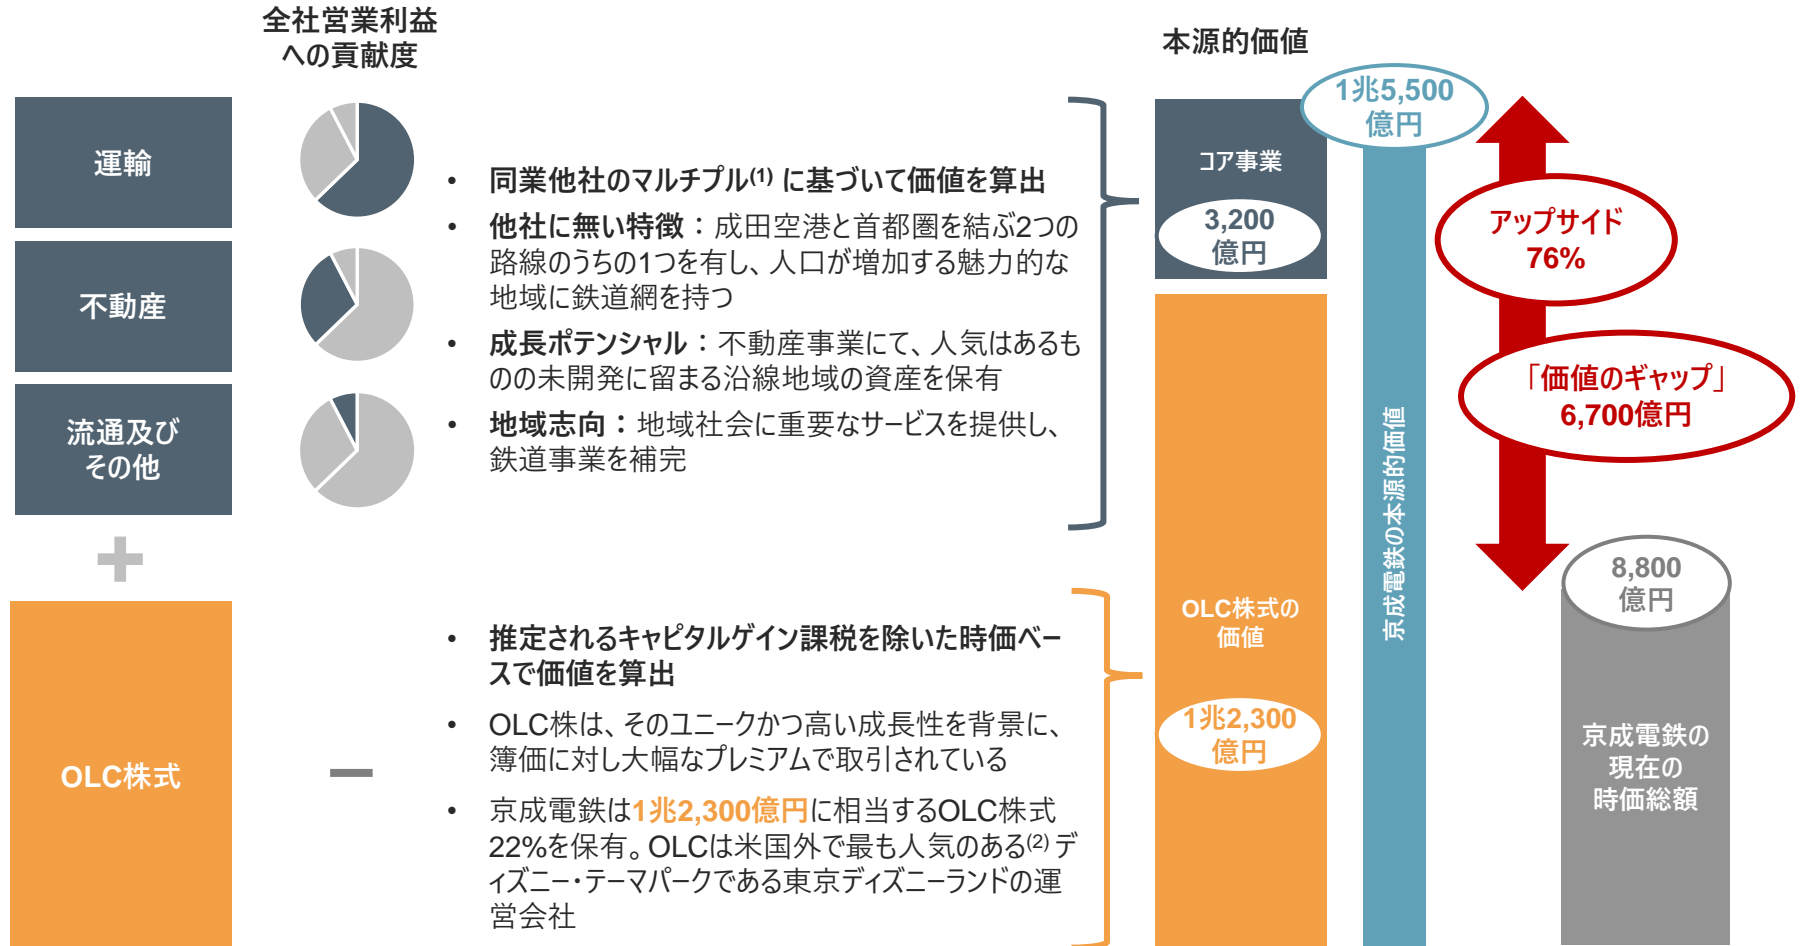 全社営業利益
への貢献度
本源的価値
運輸
不動産
流通及び
その他
• 同業他社のマルチプル(1) に基づいて価値を算出
• 他社に無い特徴：成田空港と首都圏を結ぶ2つの
路線のうちの1つを有し、人口が増加する魅力的な
地域に鉄道網を持つ
• 成長ポテンシャル：不動産事業にて、人気はあるも
のの未開発に留まる沿線地域の資産を保有
• 地域志向：地域社会に重要なサービスを提供し、
鉄道事業を補完
OLC株式
• 推定されるキャピタルゲイン課税を除いた時価ベー
スで価値を算出
• OLC株は、そのユニークかつ高い成長性を背景に、
簿価に対し大幅なプレミアムで取引されている
• 京成電鉄は1兆2,300億円に相当するOLC株式
22%を保有。OLCは米国外で最も人気のある(2) デ
ィズニー・テーマパークである東京ディズニーランドの運
営会社
コア事業
3,200
億円
OLC株式の
価値
1兆2,300
億円
1兆5,500
億円
京成電鉄の本源的価値
アップサイド
76%
「価値のギャップ」
6,700億円
8,800
億円
京成電鉄の
現在の
時価総額